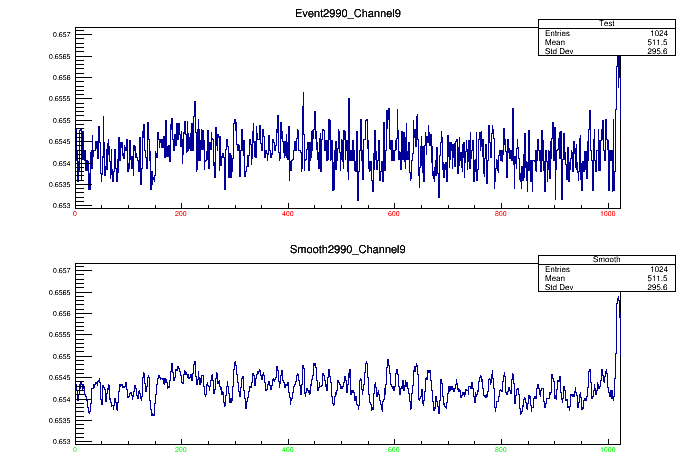 Event2990_Channel9
Test
Entries 1024
Mean 511.5
Std Dev 295.6
0.657
0.6565
0.656
0.6555
0.655
0.6545
0.654
0.6535
0.653
0 200 400 600 800 1000
Smooth2990_Channel9
Smooth
Entries 1024
Mean 511.5
Std Dev 295.6
0.657
0.6565
0.656
0.6555
0.655
0.6545
0.654
0.6535
0.653
0 200 400 600 800 1000